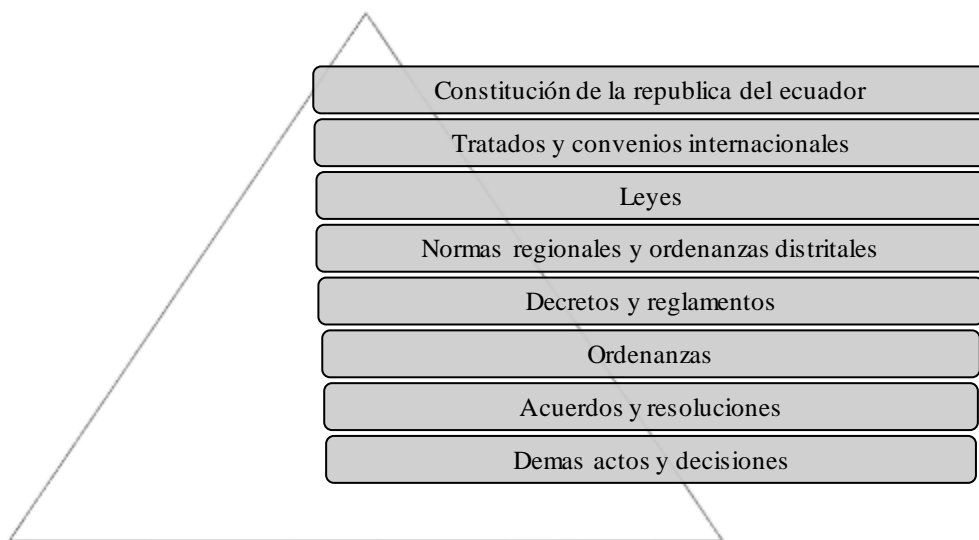 Constitución de la republica del ecuador
Tratados y convenios internacionales
Leyes
Normas regionales y ordenanzas distritales
Decretos y reglamentos
Ordenanzas
Acuerdos y resoluciones
Demas actos y decisiones